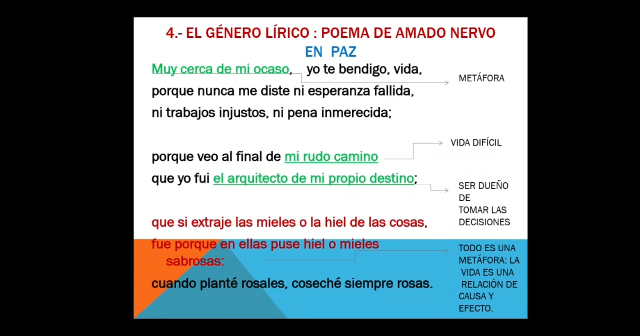 4.- EL GÉNERO LÍRICO : POEMA DE AMADO NERVO
EN PAZ
Muy cerca de mi ocaso, yo te bendigo, vida,
porque nunca me diste ni esperanza fallida,
ni trabajos injustos, ni pena inmerecida;
METÁFORA
porque veo al final de mi rudo camino
que yo fui el arquitecto de mi propio destino;
VIDA DIFÍCIL
SER DUEÑO
DE
TOMAR LAS
DECISIONES
que si extraje las mieles o la hiel de las cosas,
fue porque en ellas puse hiel o mieles
sabrosas:
cuando planté rosales, coseché siempre rosas.
TODO ES UNA
METÁFORA: LA
VIDA ES UNA
RELACIÓN DE
CAUSA Y
EFECTO.